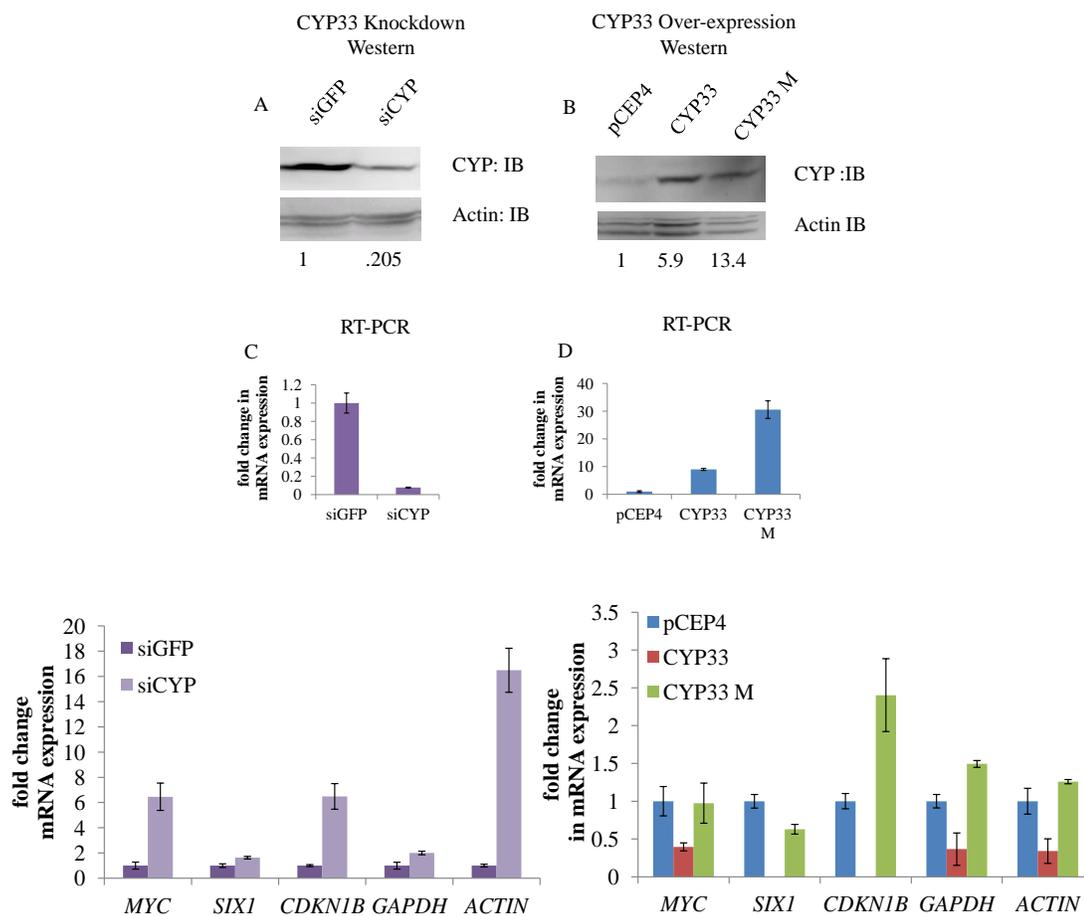 CYP33 Knockdown
Western
CYP33 Over-expression
Western
A
siGFP
siCYP
B
pCEP4
CYP33
CYP33 M
CYP: IB
CYP :IB
Actin: IB
Actin IB
1
.205
1
5.9
13.4
RT-PCR
RT-PCR
C
D
fold change in
mRNA expression
1.2
1
0.8
0.6
0.4
0.2
0
siGFP
siCYP
fold change in
mRNA expression
40
30
20
10
0
pCEP4
CYP33
CYP33
M
fold change
mRNA expression
20
18
16
14
12
10
8
6
4
2
0
siGFP
siCYP
MYC
SIX1
CDKN1B
GAPDH
ACTIN
fold change
in mRNA expression
3.5
3
2.5
2
1.5
1
0.5
0
pCEP4
CYP33
CYP33 M
MYC
SIX1
CDKN1B
GAPDH
ACTIN